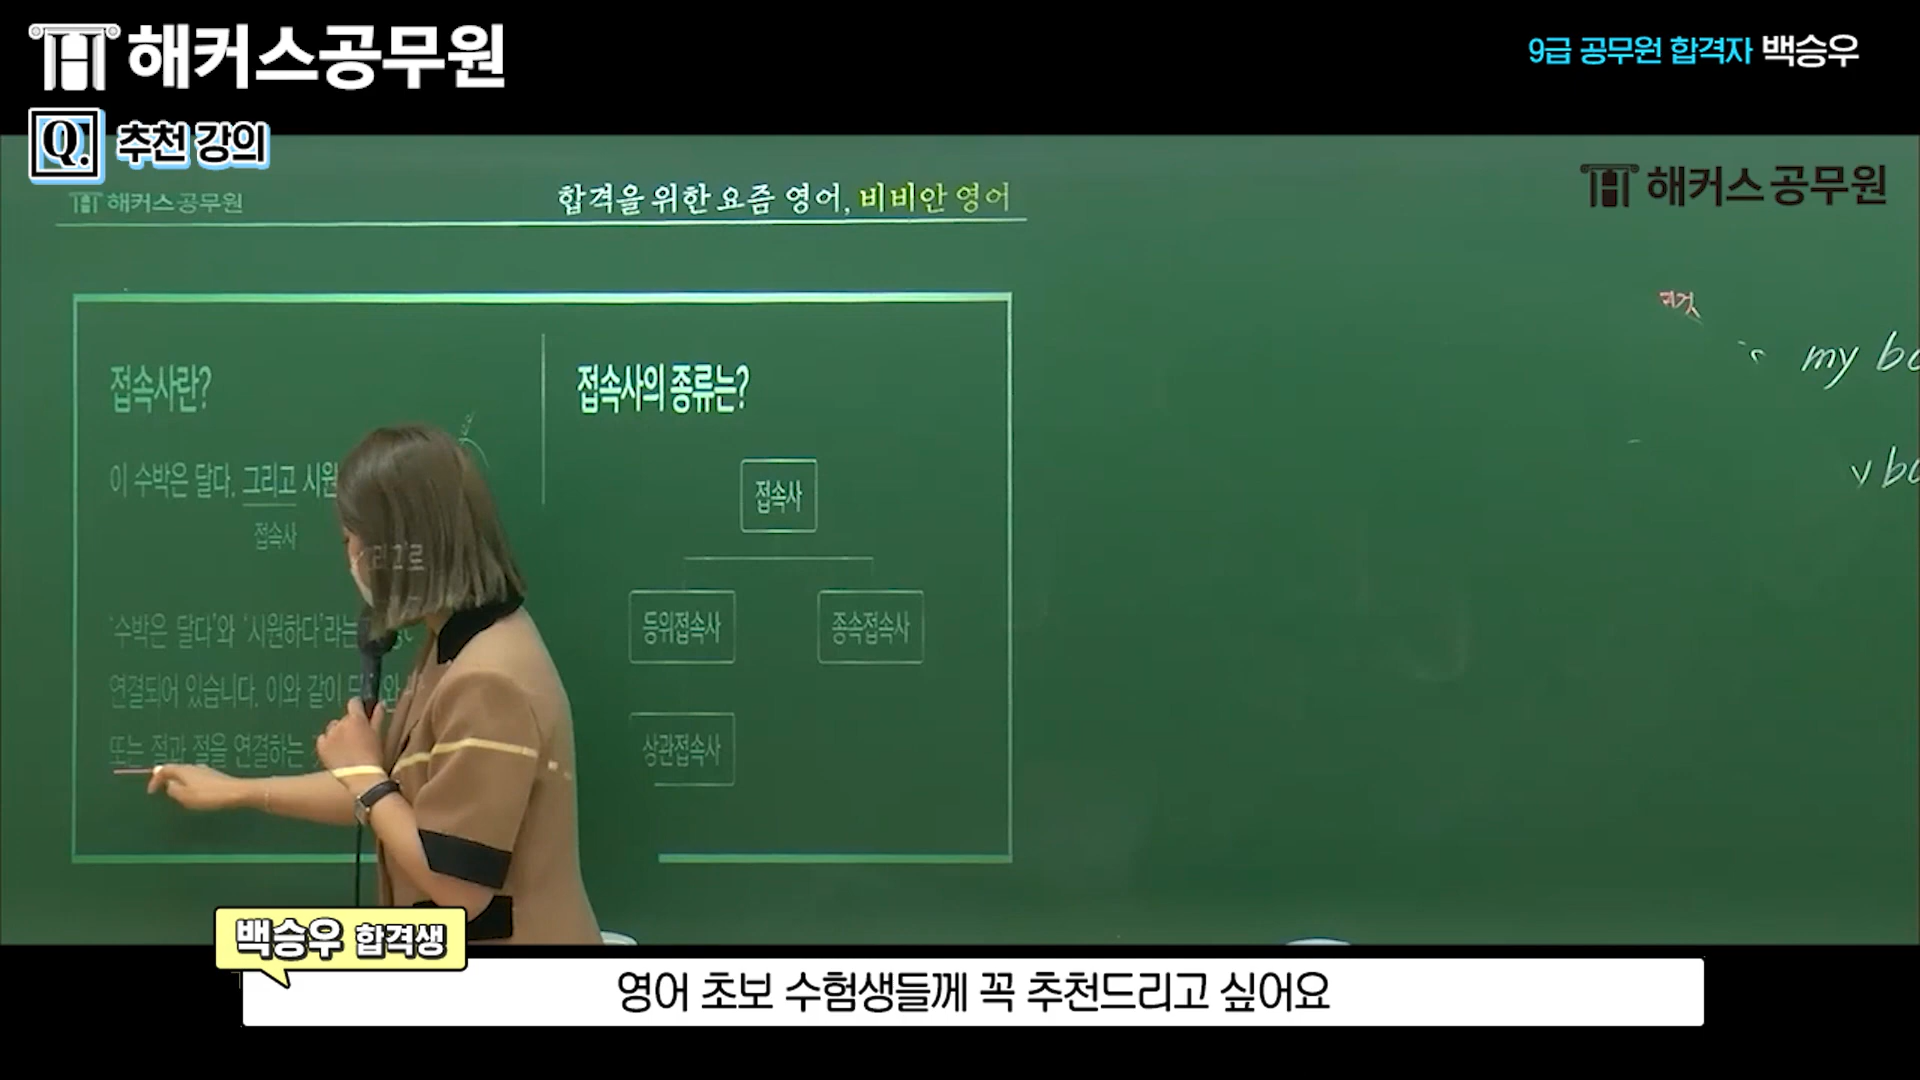 해커스공무원
9급 공무원 합격자 백승우
Q. 추천 강의
해커스공무원
합격을 위한 요즘 영어, 비비안 영어
해커스공무원
접속사란?
이 수박은 달다. 그리고 시원
접속사
'수박은 달다'와 '시원하다'라는
연결되어 있습니다. 이와 같이
또는 절과 절을 연결하는
접속사의 종류는?
접속사
등위접속사 종속접속사
상관접속사
my
백승우 합격생
영어 초보 수험생들께 꼭 추천드리고 싶어요